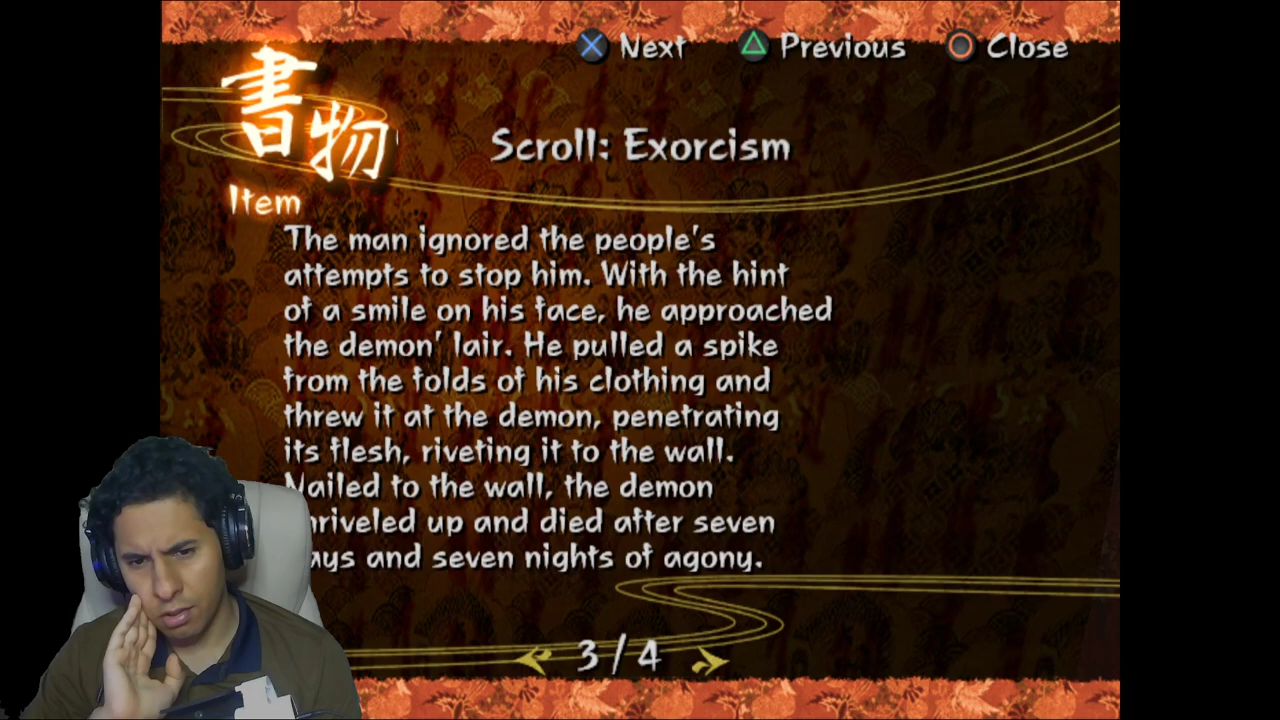 Next Previous Close
書物
Item
Scroll: Exorcism
The man ignored the people's
attempts to stop him. With the hint
of a smile on his face, he approached
the demon' lair. He pulled a spike
from the folds of his clothing and
threw it at the demon, penetrating
its flesh, riveting it to the wall.
Nailed to the wall, the demon
up and died after seven
and seven nights of agony.
3/4